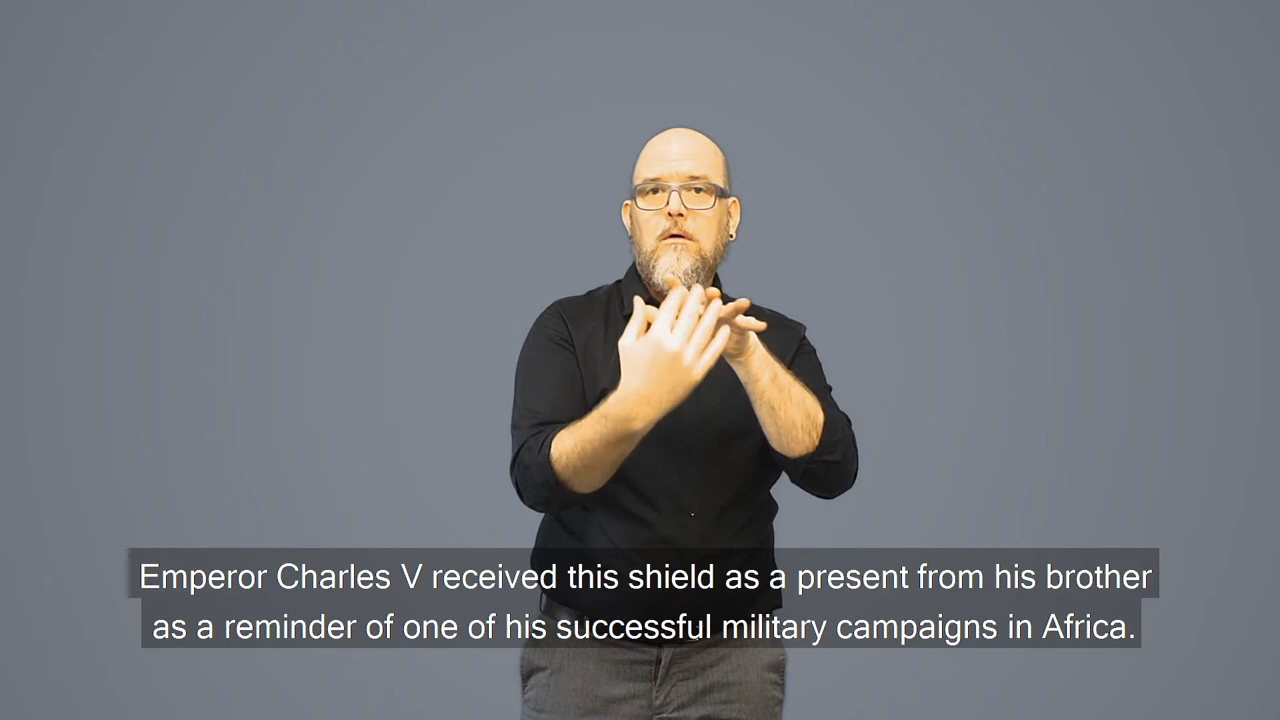 Emperor Charles V received this shield as a present from his brother
as a reminder of one of his successful military campaigns in Africa.